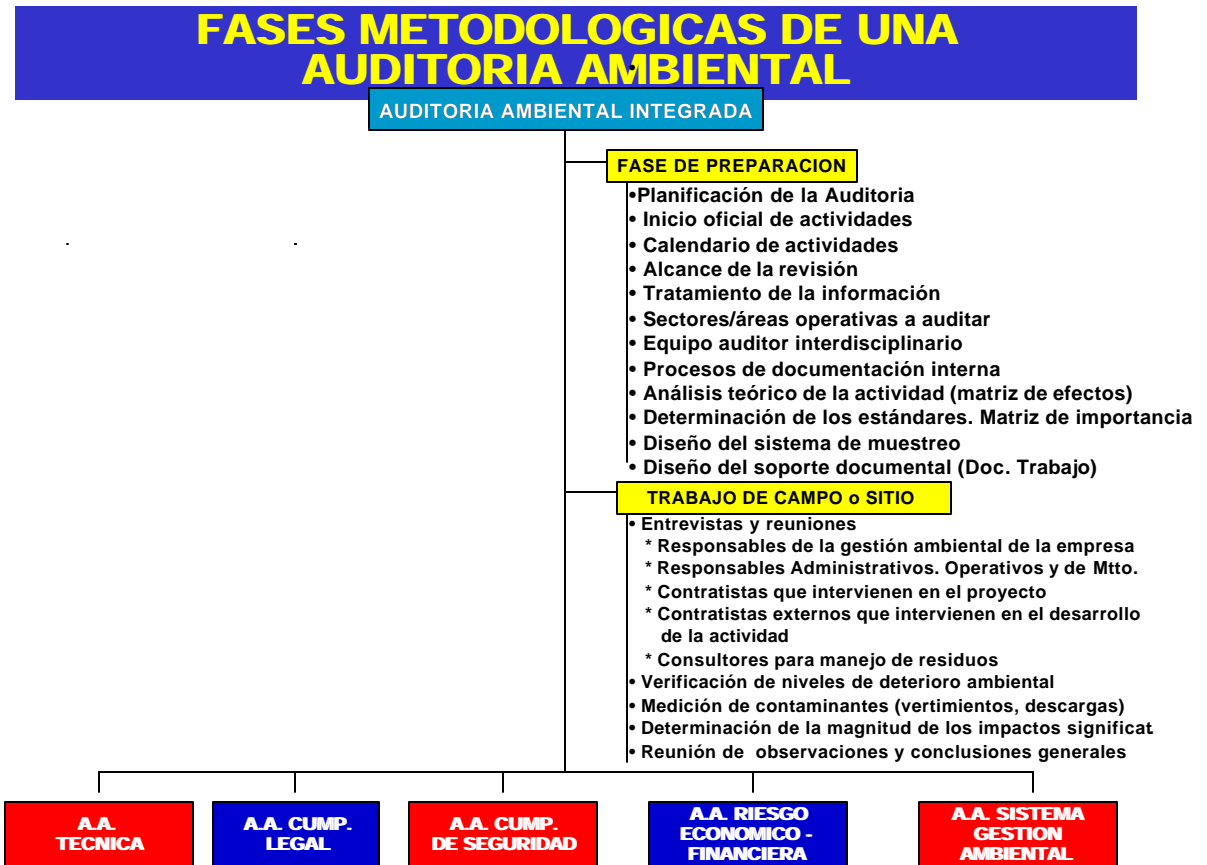 FASES METODOLOGICAS DE UNA
AUDITORIA AMBIENTAL
AUDITORIA AMBIENTAL INTEGRADA
FASE DE PREPARACION
•Planificación de la Auditoria
• Inicio oficial de actividades
• Calendario de actividades
• Alcance de la revisión
• Tratamiento de la información
• Sectores/áreas operativas a auditar
• Equipo auditor interdisciplinario
• Procesos de documentación interna
• Análisis teórico de la actividad (matriz de efectos)
• Determinación de los estándares. Matriz de importancia
• Diseño del sistema de muestreo
• Diseño del soporte documental (Doc. Trabajo)
TRABAJO DE CAMPO o SITIO
• Entrevistas y reuniones
* Responsables de la gestión ambiental de la empresa
* Responsables Administrativos. Operativos y de Mtto.
* Contratistas que intervienen en el proyecto
* Contratistas externos que intervienen en el desarrollo
de la actividad
* Consultores para manejo de residuos
• Verificación de niveles de deterioro ambiental
• Medición de contaminantes (vertimientos, descargas)
• Determinación de la magnitud de los impactos significat.
• Reunión de observaciones y conclusiones generales
A.A.
TECNICA
A.A. CUMP.
LEGAL
A.A. CUMP.
DE SEGURIDAD
A.A. RIESGO
ECONOMICO -
FINANCIERA
A.A. SISTEMA
GESTION
AMBIENTAL